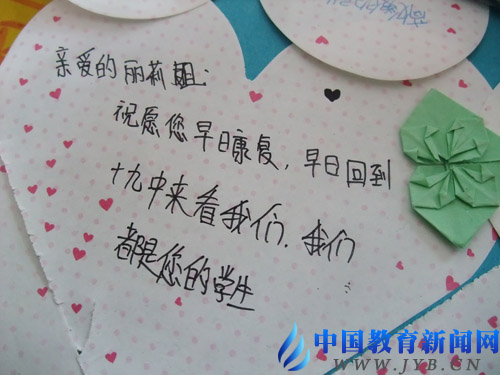 亲爱的丽莉姐:
祝愿您早日康复，早日回到
十九中来看我们.我们
都是您的学生
中国教育新闻网
WWW.JYB.CN